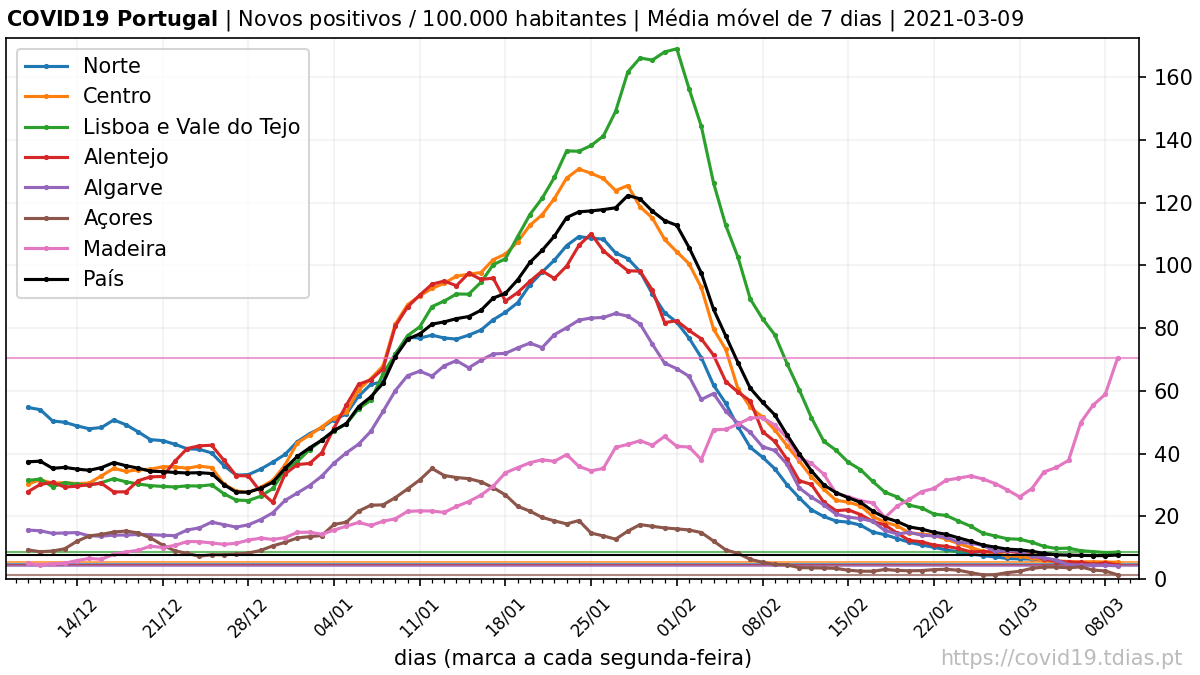 COVID19 Portugal | Novos positivos / 100.000 habitantes | Média móvel de 7 dias | 2021-03-09
Norte
Centro
Lisboa e Vale do Tejo
Alentejo
Algarve
Açores
Madeira
País
160
140
120
100
80
60
40
20
0
14/12 21/12 28/12 04/01 11/01 18/01 25/01 01/02 08/02 15/02 22/02 01/03 08/03
dias (marca a cada segunda-feira)
https://covid19.tdias.pt